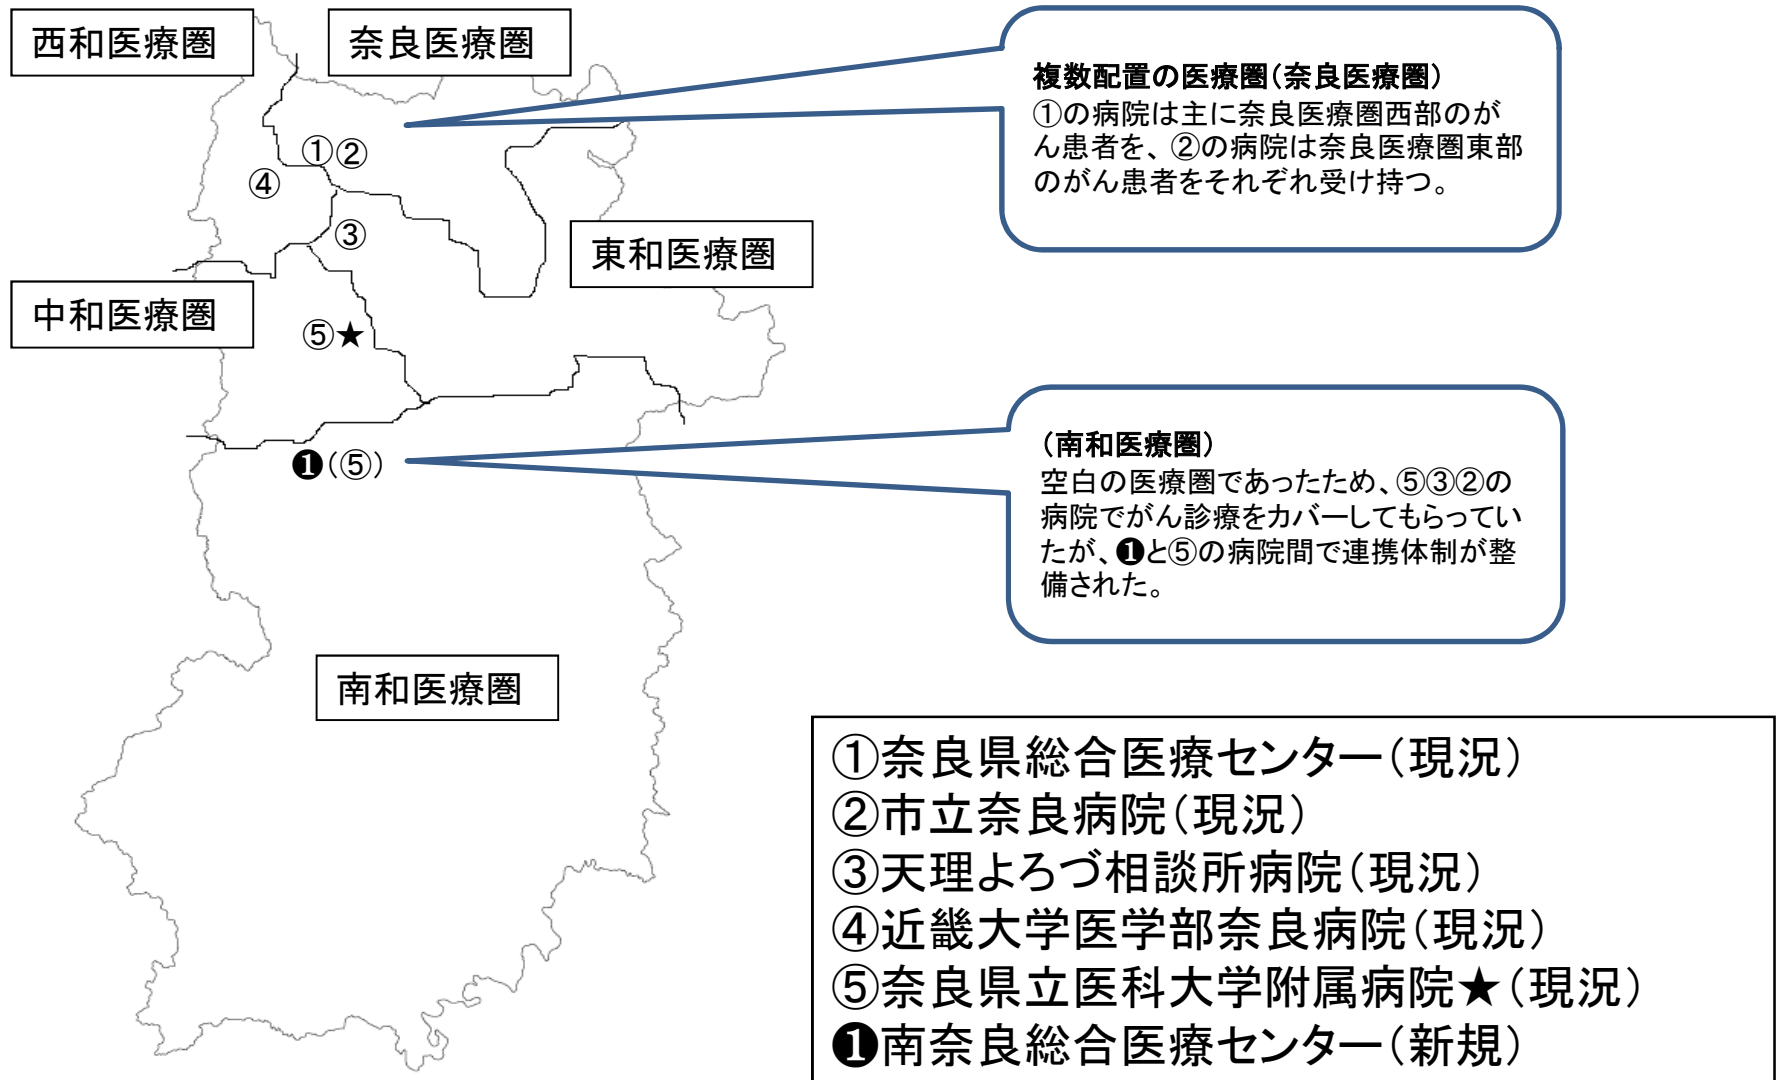 西和医療圏
奈良医療圏
複数配置の医療圏（奈良医療圏）
①の病院は主に奈良医療圏西部のが
ん患者を、②の病院は奈良医療圏東部
のがん患者をそれぞれ受け持つ。
①②
④
③
東和医療圏
中和医療圏
⑤★
（南和医療圏）
空白の医療圏であったため、⑤③②の
病院でがん診療をカバーしてもらってい
たが、❶と⑤の病院間で連携体制が整
備された。
❶（⑤）
南和医療圏
①奈良県総合医療センター（現況）
②市立奈良病院（現況）
③天理よろづ相談所病院（現況）
④近畿大学医学部奈良病院（現況）
⑤奈良県立医科大学附属病院★（現況）
❶南奈良総合医療センター（新規）